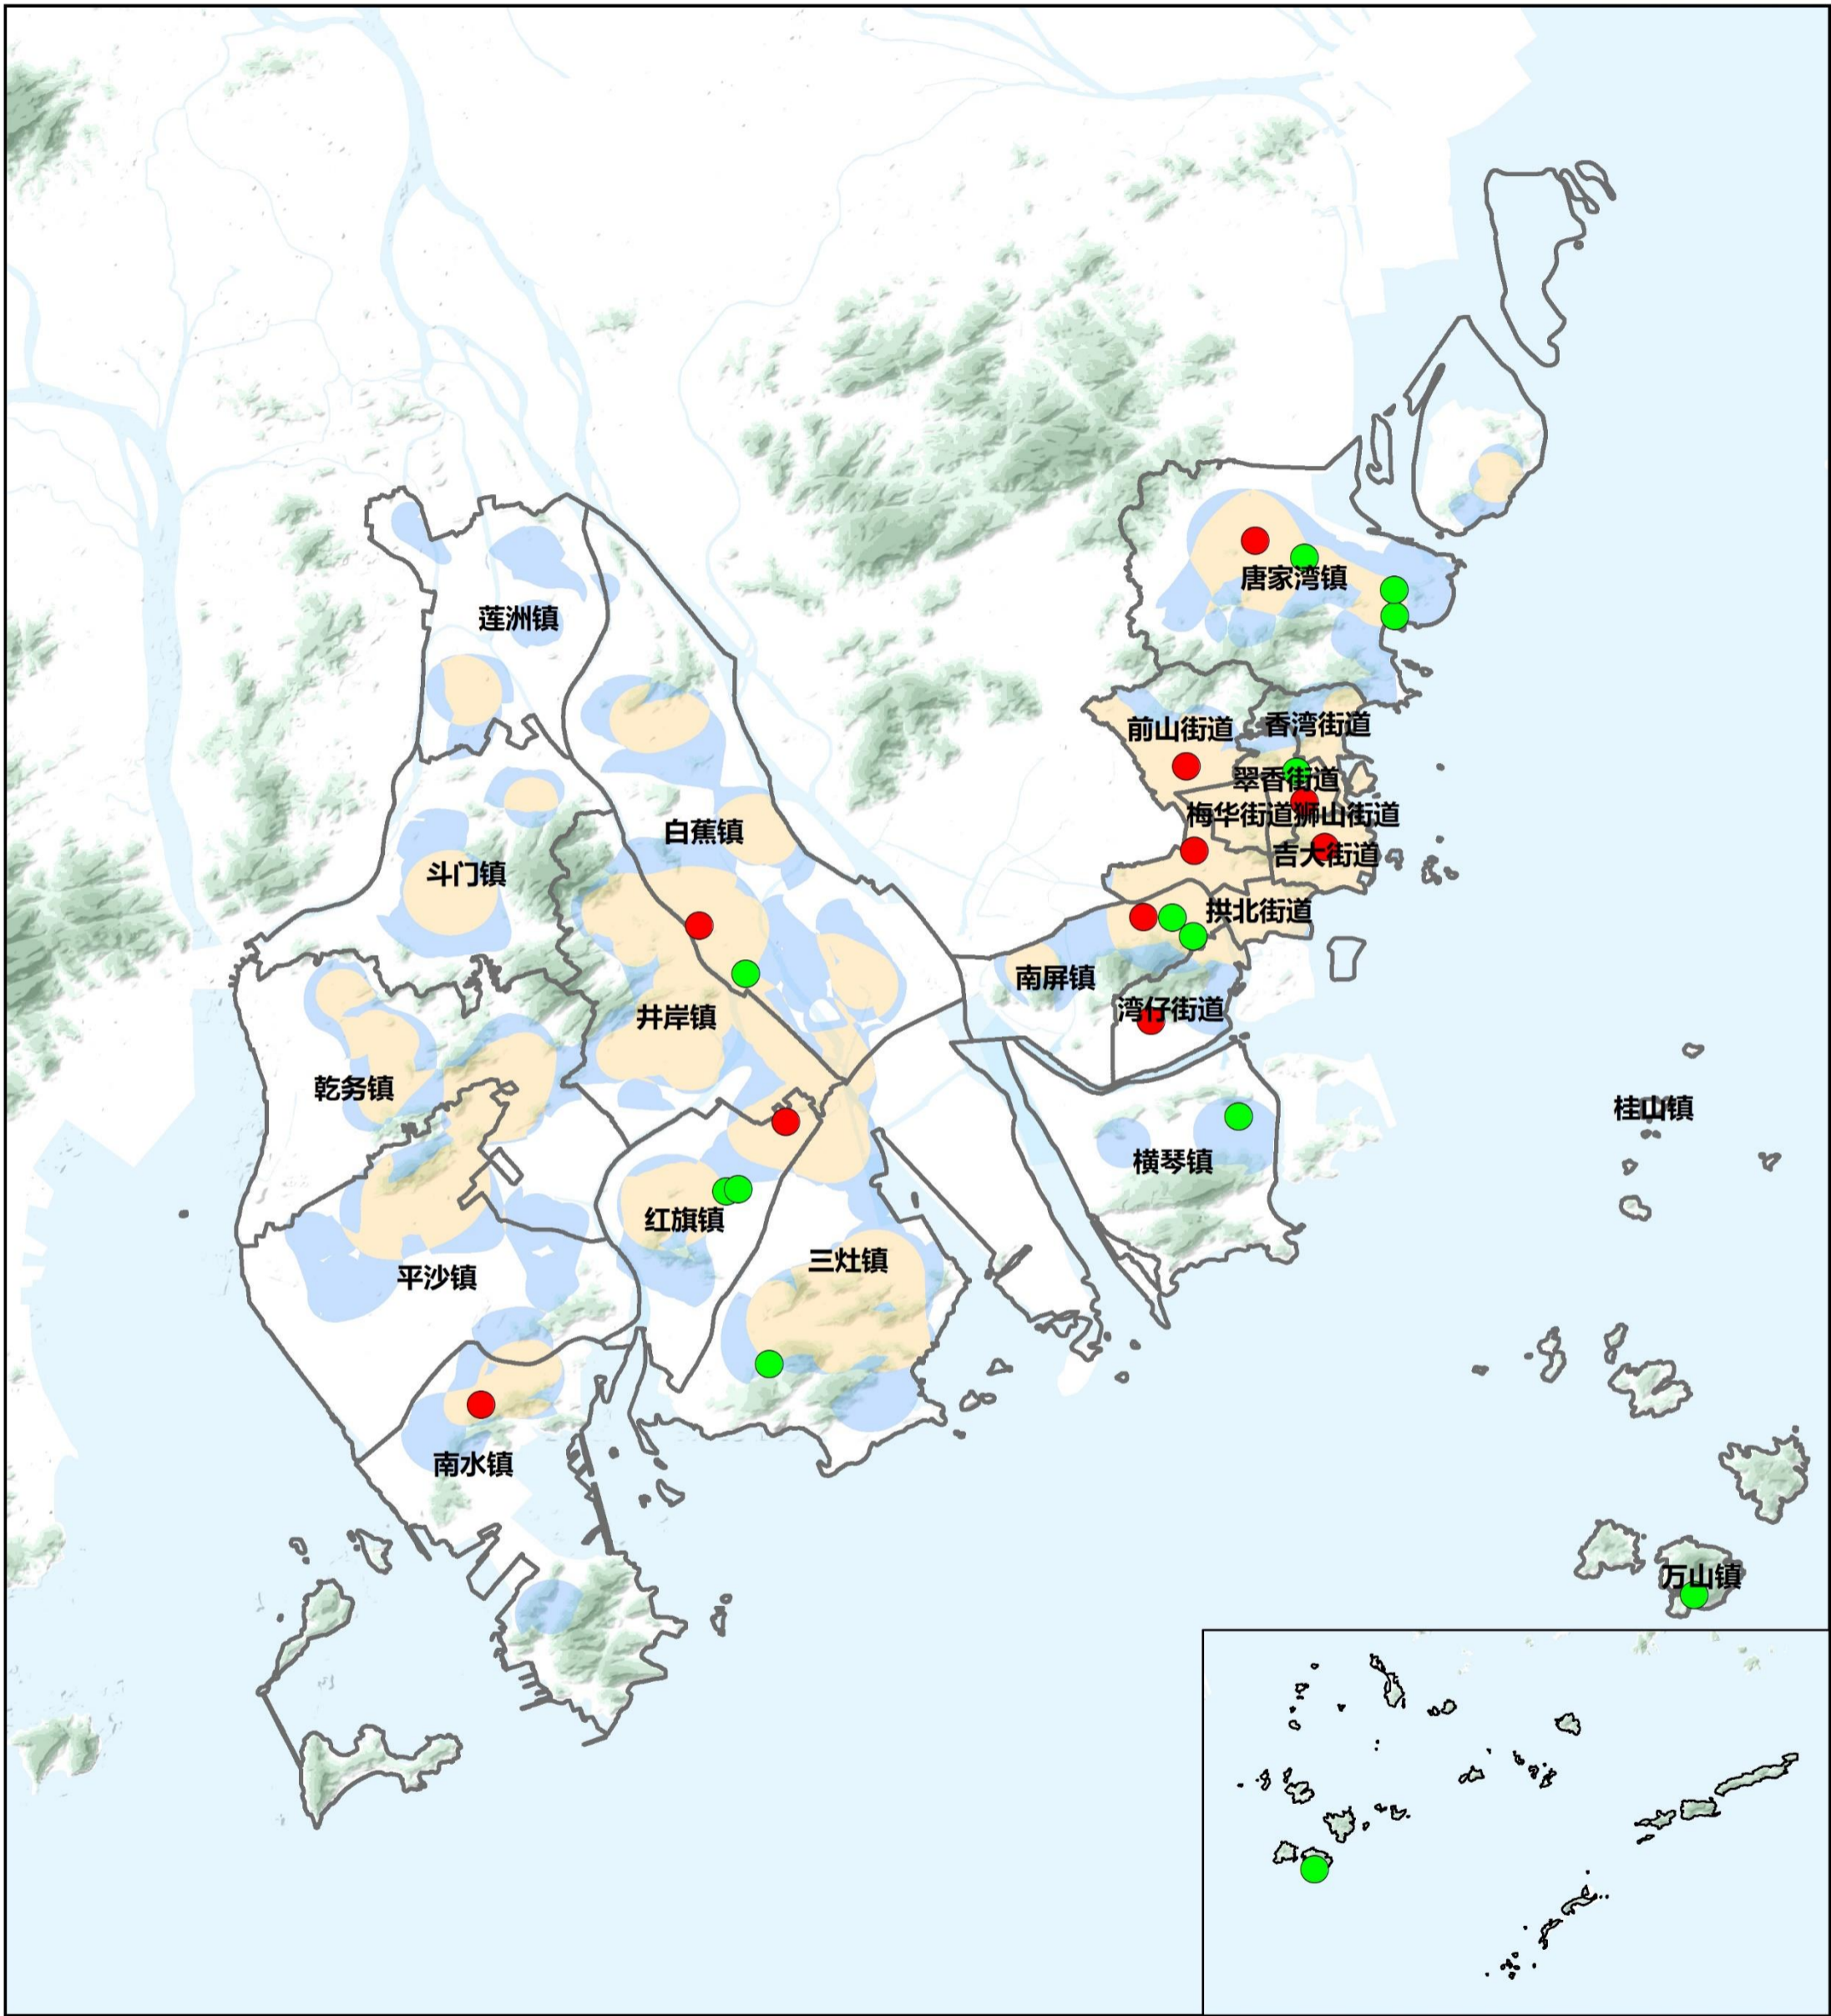 唐家湾镇
莲洲镇
前山街道
香湾街道
翠香街道
梅华街道
狮山街道
白蕉镇
吉大街道
斗门镇
拱北街道
南屏镇
湾仔街道
井岸镇
乾务镇
桂山镇
横琴镇
红旗镇
三灶镇
平沙镇
南水镇
万山镇